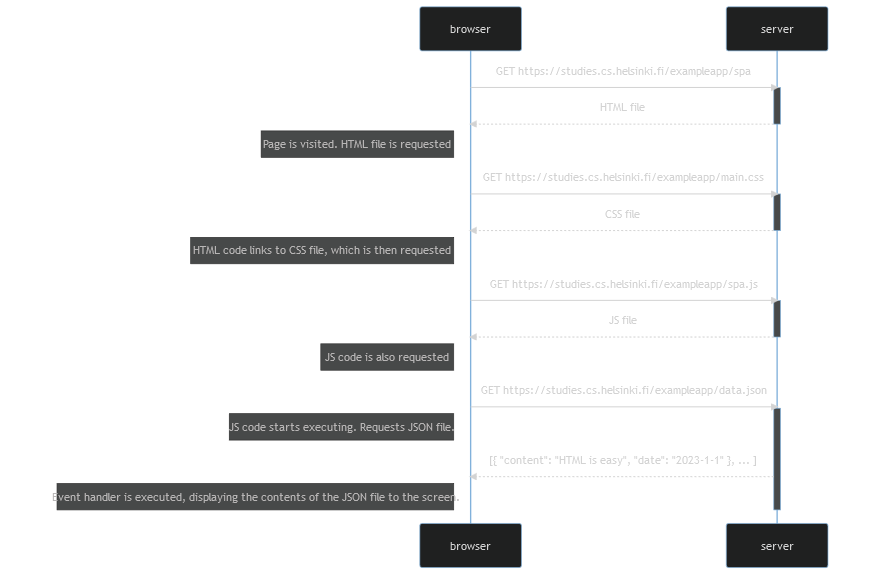 browser
server
GET https://studies.cs.helsinki.fi/exampleapp/spa
HTML file
Page is visited. HTML file is requested
GET https://studies.cs.helsinki.fi/exampleapp/main.css
CSS file
HTML code links to CSS file, which is then requested
GET https://studies.cs.helsinki.fi/exampleapp/spa.js
JS file
JS code is also requested
GET https://studies.cs.helsinki.fi/exampleapp/data.json
JS code starts executing. Requests JSON file.
[{ "content": "HTML is easy", "date": "2023-1-1" }, ... ]
Event handler is executed, displaying the contents of the JSON file to the screen.
browser
server